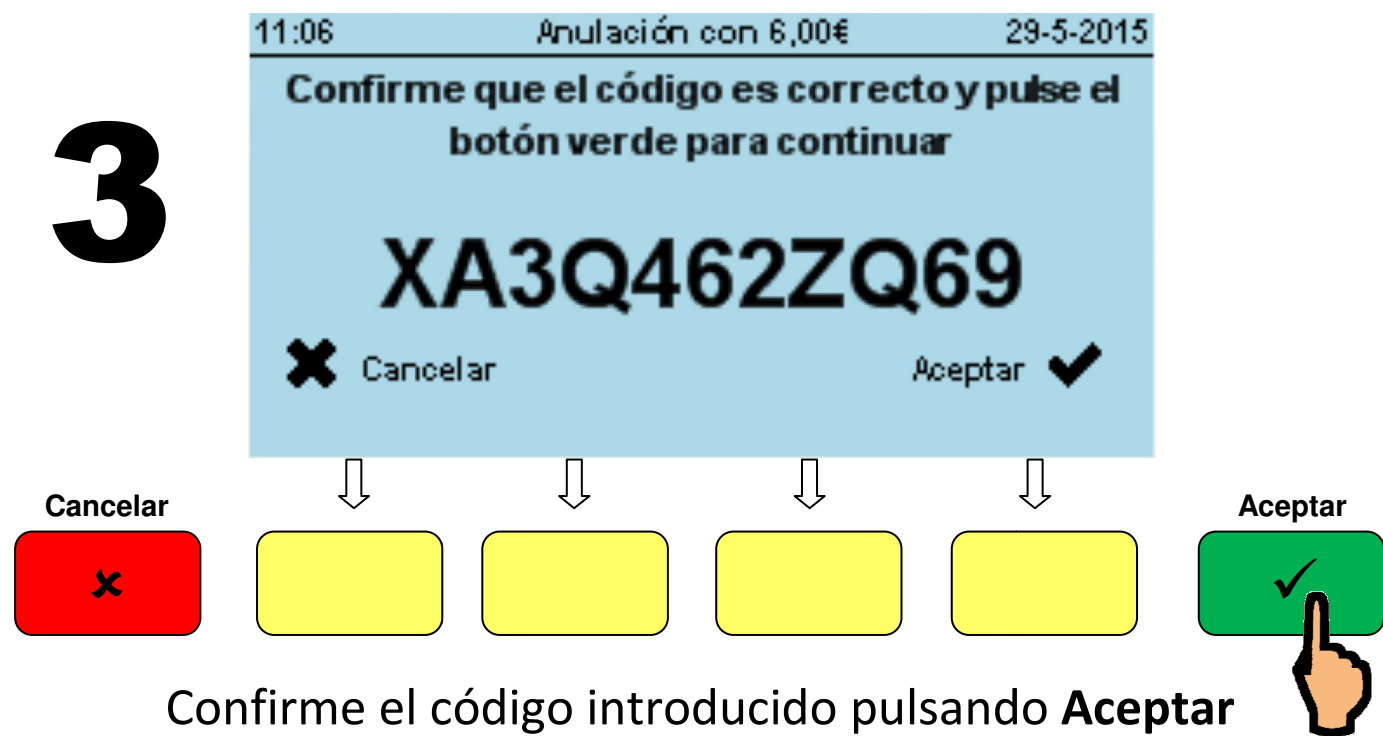 11:06 Anulación con 6,00€ 29-5-2015
Confirme que el código es correcto y pulse el
botón verde para continuar
3
XA3Q462ZQ69
Cancelar Aceptar
Cancelar Aceptar
Confirme el código introducido pulsando Aceptar